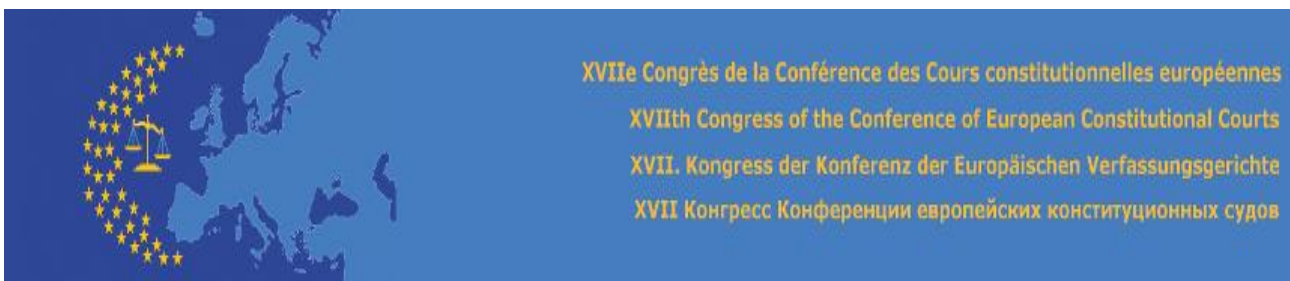 XVIIe Congrès de la Conférence des Cours constitutionnelles européennes
XVIIth Congress of the Conference of European Constitutional Courts
XVII. Kongress der Konferenz der Europäischen Verfassungsgerichte
XVII Конгресс Конференции европейских конституционных судов